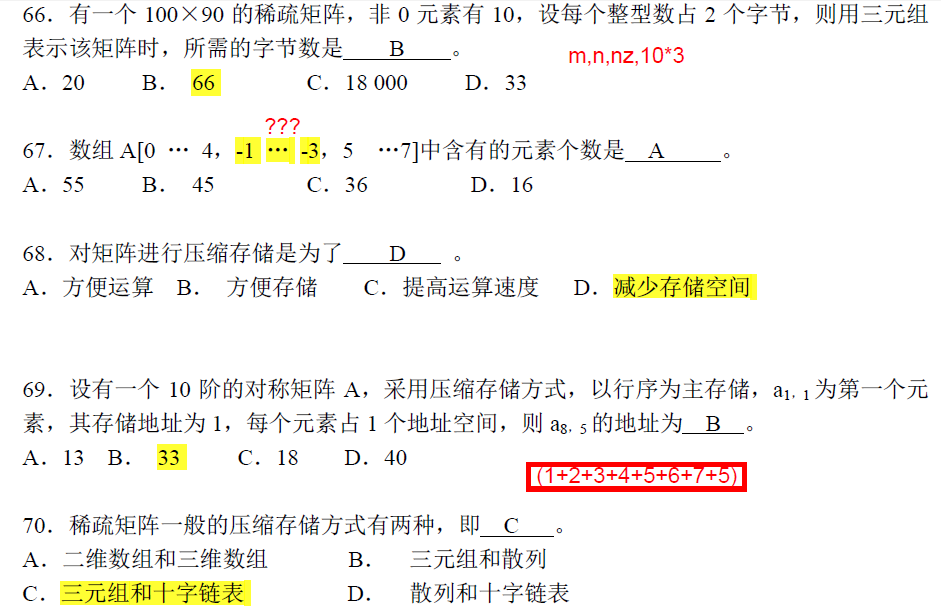 66．有一个 100×90 的稀疏矩阵，非 0 元素有 10，设每个整型数占 2 个字节，则用三元组
表示该矩阵时，所需的字节数是 B 。
m,n,nz,10*3
A．20 B． 66 C．18 000 D．33
???
67．数组 A[0 … 4，-1 … -3，5 …7]中含有的元素个数是 A 。
A．55 B． 45 C．36 D．16
68．对矩阵进行压缩存储是为了 D 。
A．方便运算 B． 方便存储 C．提高运算速度 D．减少存储空间
69．设有一个 10 阶的对称矩阵 A，采用压缩存储方式，以行序为主存储，a1，1 为第一个元
素，其存储地址为 1，每个元素占 1 个地址空间，则 a8，5 的地址为 B 。
A．13 B． 33 C．18 D．40
(1+2+3+4+5+6+7+5)
70．稀疏矩阵一般的压缩存储方式有两种，即 C 。
A．二维数组和三维数组 B． 三元组和散列
C．三元组和十字链表 D． 散列和十字链表